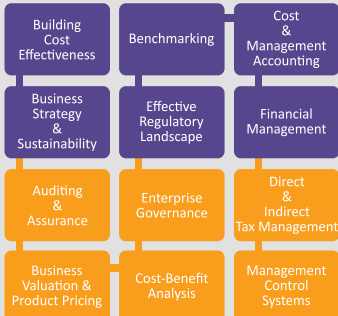 Building
Cost
Effectiveness
Benchmarking
Cost
&
Management
Accounting
Business
Strategy
&
Sustainability
Effective
Regulatory
Landscape
Financial
Management
Auditing
&
Assurance
Enterprise
Governance
Direct
&
Indirect
Tax Management
Business
Valuation &
Product Pricing
Cost-Benefit
Analysis
Management
Control
Systems